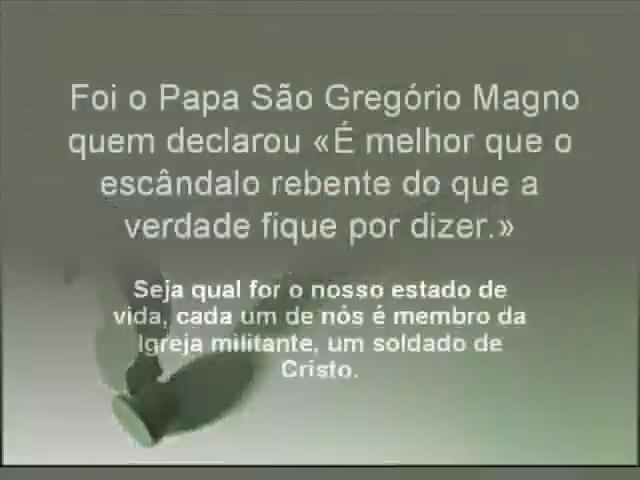 Foi o Papa São Gregório Magno
quem declarou «É melhor que o
escândalo rebente do que a
verdade fique por dizer.»
Seja qual for o nosso estado de
vida, cada um de nós é membro da
Igreja militante, um soldado de
Cristo.